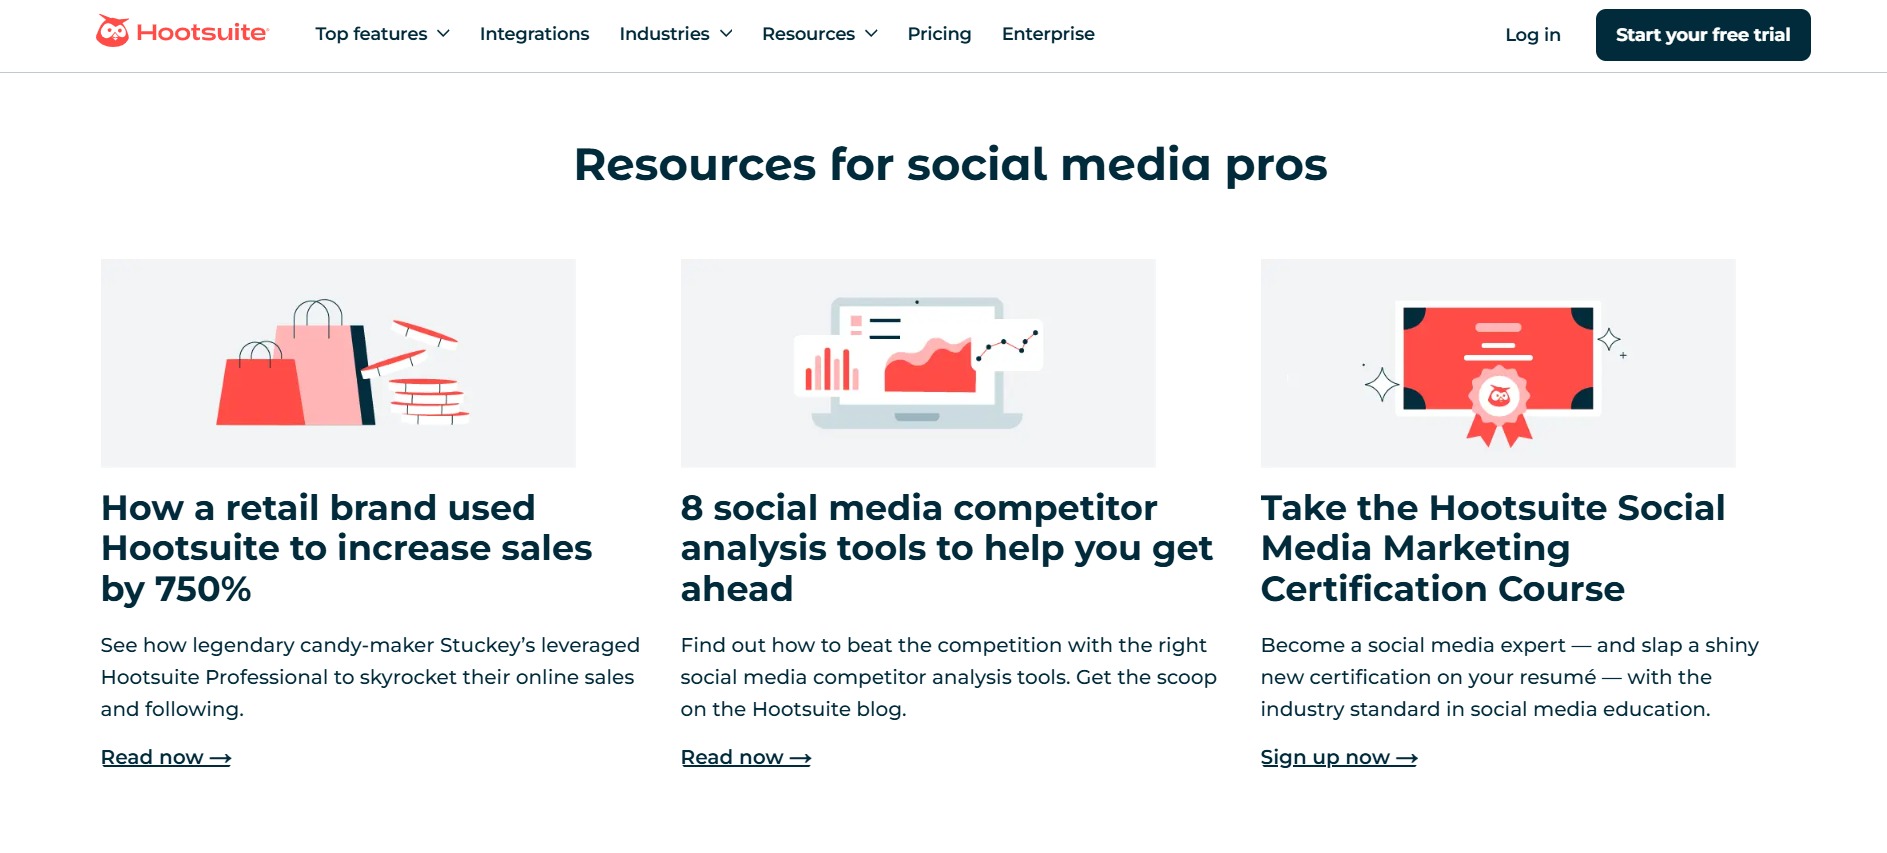 Hootsuite
Top features
Integrations
Industries
Resources
Pricing
Enterprise
Log in
Start your free trial
Resources for social media pros
How a retail brand used
Hootsuite to increase sales
by 750%
See how legendary candy-maker Stuckey’s leveraged
Hootsuite Professional to skyrocket their online sales
and following.
Read now →
8 social media competitor
analysis tools to help you get
ahead
Find out how to beat the competition with the right
social media competitor analysis tools. Get the scoop
on the Hootsuite blog.
Read now →
Take the Hootsuite Social
Media Marketing
Certification Course
Become a social media expert — and slap a shiny
new certification on your resumé — with the
industry standard in social media education.
Sign up now →